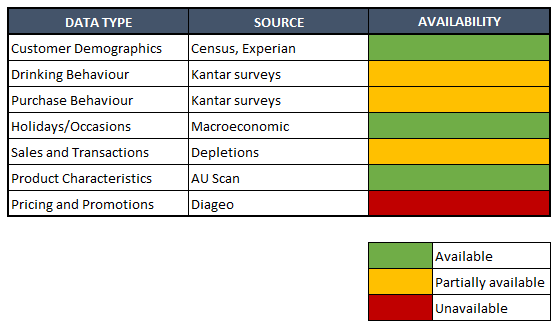 DATA TYPE SOURCE AVAILABILITY
Customer Demographics Census, Experian
Drinking Behaviour Kantar surveys
Purchase Behaviour Kantar surveys
Holidays/Occasions Macroeconomic
Sales and Transactions Depletions
Product Characteristics AU Scan
Pricing and Promotions Diageo
Available
Partially available
Unavailable